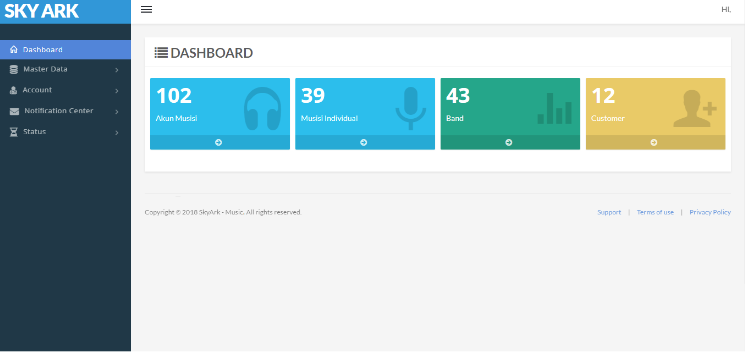 SKY ARK
HI,
Dashboard
Master Data
Account
Notification Center
Status
DASHBOARD
102
Akun Musisi
39
Musisi Individual
43
Band
12
Customer
Copyright © 2018 SkyArk - Music. All rights reserved.
Support | Terms of use | Privacy Policy